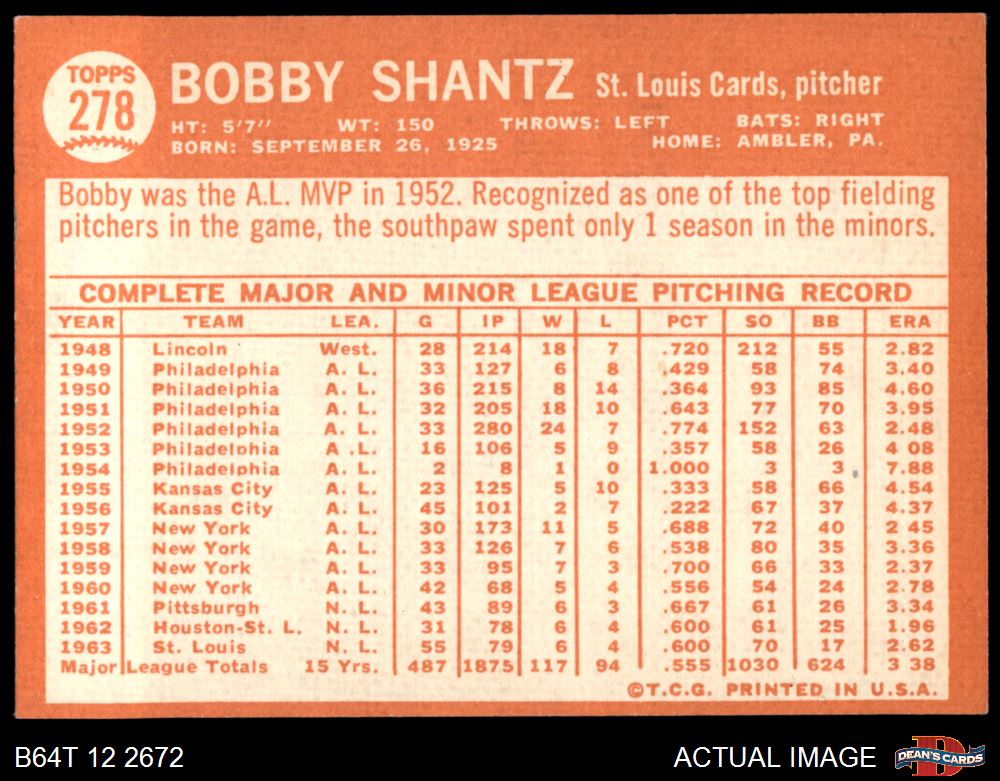 TOPPS
278
BOBBY SHANTZ St. Louis Cards, pitcher
HT: 5'7" WT: 150 THROWS: LEFT BATS: RIGHT
BORN: SEPTEMBER 26, 1925 HOME: AMBLER, PA.
Bobby was the A.L. MVP in 1952. Recognized as one of the top fielding
pitchers in the game, the southpaw spent only 1 season in the minors.
COMPLETE MAJOR AND MINOR LEAGUE PITCHING RECORD
YEAR TEAM LEA. G IP W L PCT SO BB ERA
1948 Lincoln West. 28 214 18 7 .720 212 55 2.82
1949 Philadelphia A. L. 33 127 6 8 .429 58 74 3.40
1950 Philadelphia A. L. 36 215 8 14 .364 93 85 4.60
1951 Philadelphia A. L. 32 205 18 10 .643 77 70 3.95
1952 Philadelphia A. L. 33 280 24 7 .774 152 63 2.48
1953 Philadelphia A .L. 16 106 5 9 .357 58 26 4 08
1954 Philadelphia A. L. 2 8 1 0 1.000 3 3 7.88
1955 Kansas City A. L. 23 125 5 10 .333 58 66 4.54
1956 Kansas City A. L. 45 101 2 7 .222 67 37 4.37
1957 New York A. L. 30 173 11 5 .688 72 40 2 45
1958 New York A. L. 33 126 7 6 .538 80 35 3.36
1959 New York A. L. 33 95 7 3 .700 66 33 2.37
1960 New York A. L. 42 68 5 4 .556 54 24 2.78
1961 Pittsburgh N. L. 43 89 6 3 .667 61 26 3.34
1962 Houston-St. L. N. L. 31 78 6 4 .600 61 25 1.96
1963 St. Louis N. L. 55 79 6 4 .600 70 17 2.62
Major League Totals 15 Yrs. 487 1875 117 94 .555 1030 624 3 38
©T.C.G. PRINTED IN U.S.A.
B64T 12 2672 ACTUAL IMAGE DEAN'S CARDS